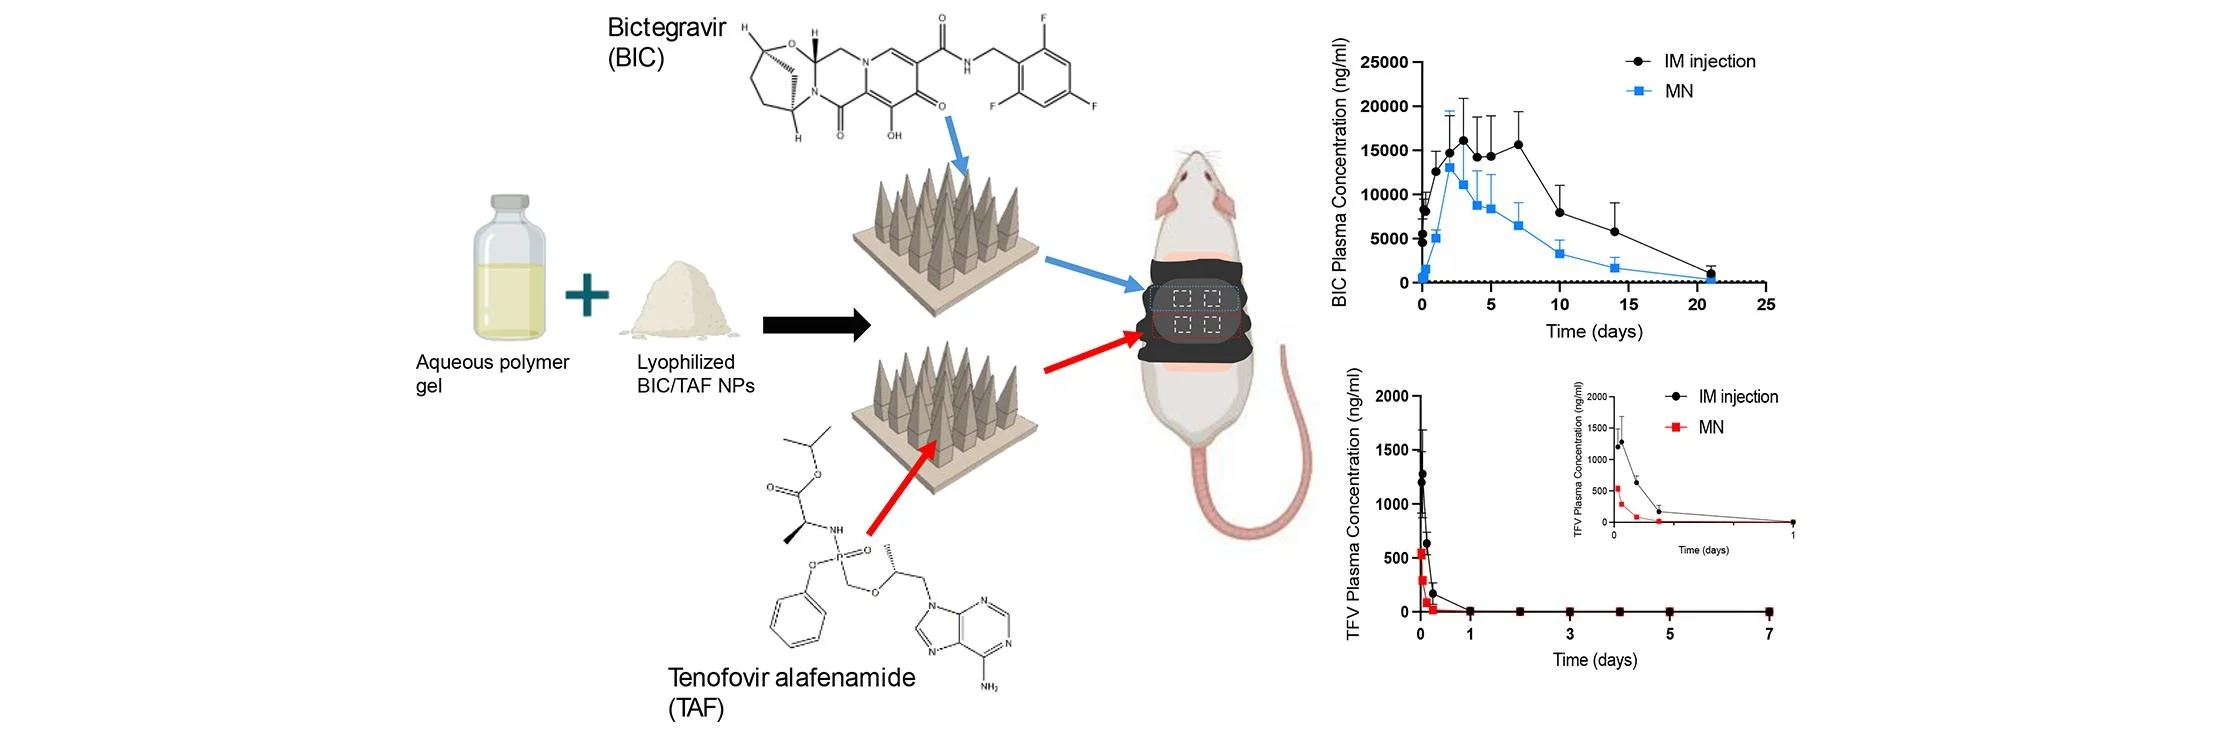 Bictegravir
(BIC)
H
H
O
O
N
N
H
F
F
F
N
O
O
OH
H
Aqueous polymer
gel
Lyophilized
BIC/TAF NPs
O
O
NH
P
O
O
O
N
N
N
N
NH₂
Tenofovir alafenamide
(TAF)
BIC Plasma Concentration (ng/ml)
25000
20000
15000
10000
5000
0
0 5 10 15 20 25
Time (days)
IM injection
MN
TFV Plasma Concentration (ng/ml)
2000
1500
1000
500
0
0 1 3 5 7
Time (days)
TFV Plasma Concentration (ng/ml)
2000
1500
1000
500
0
0 1
Time (days)
IM injection
MN